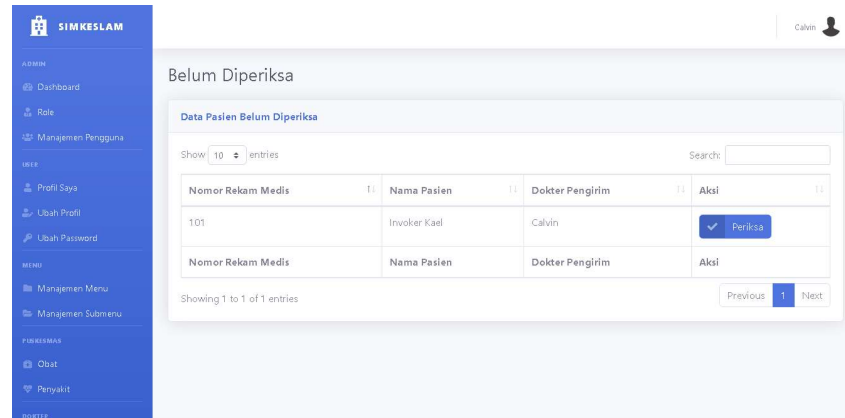 SIMKESLAM
Calvin
ADMIN
Dashboard
Role
Manajemen Pengguna
USER
Profil Saya
Ubah Profil
Ubah Password
MENU
Manajemen Menu
Manajemen Submenu
PUSKESMAS
Obat
Penyakit
DOKTER
Belum Diperiksa
Data Pasien Belum Diperiksa
Show 10 entries Search:
Nomor Rekam Medis Nama Pasien Dokter Pengirim Aksi
101 Invoker Kael Calvin Periksa
Nomor Rekam Medis Nama Pasien Dokter Pengirim Aksi
Showing 1 to 1 of 1 entries Previous 1 Next